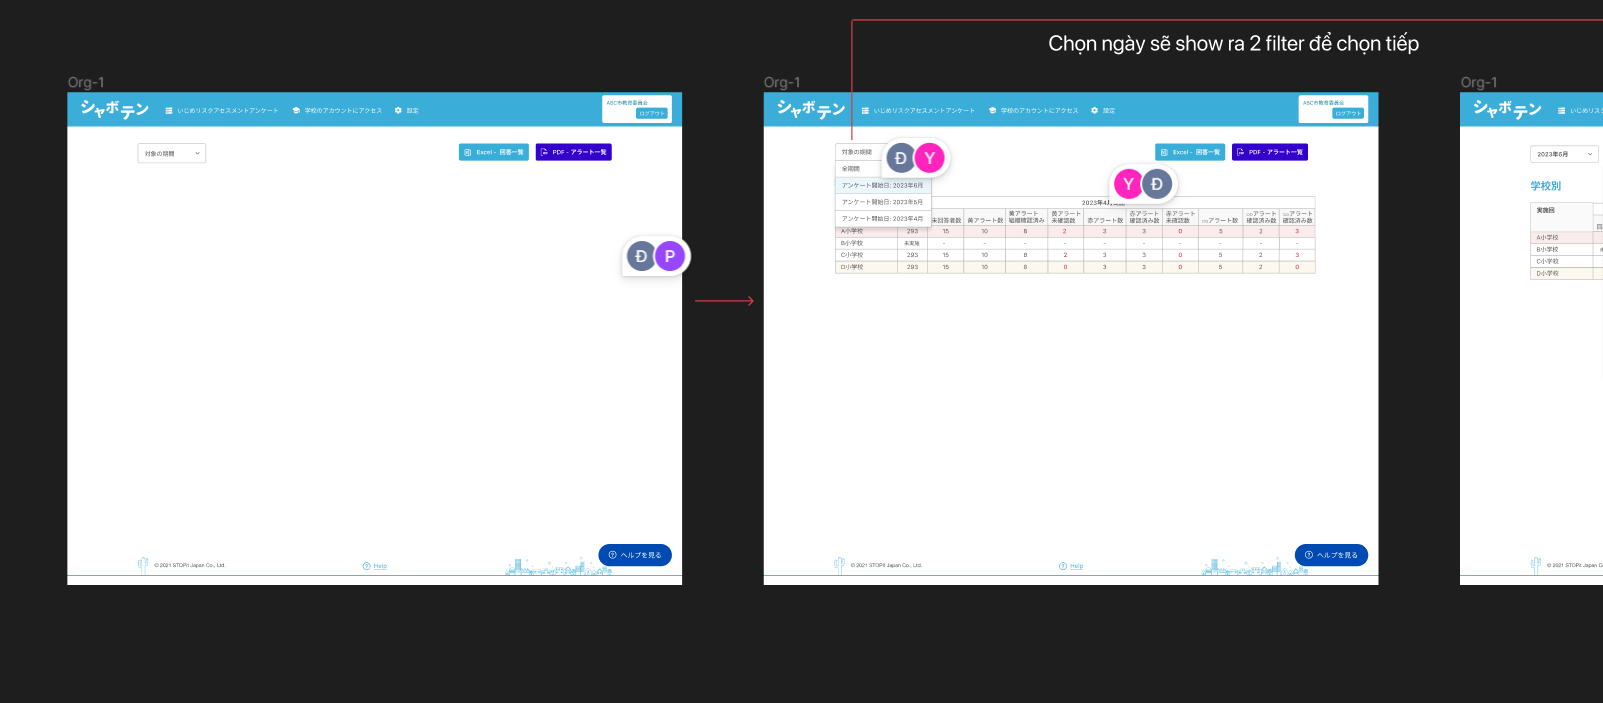 Chọn ngày sẽ show ra 2 filter để chọn tiếp
Org-1
シャボテン
いじめリスクアセスメントアンケート
学校のアカウントにアクセス
設定
ABC市教育委員会
ログアウト
対象の期間
Excel - 回答一覧
PDF - アラート一覧
Đ P
© 2021 STOPit Japan Co., Ltd.
Help
ヘルプを見る
Org-1
シャボテン
いじめリスクアセスメントアンケート
学校のアカウントにアクセス
設定
ABC市教育委員会
ログアウト
対象の期間
Đ Y
Excel - 回答一覧
PDF - アラート一覧
全期間
アンケート開始日: 2023年6月
アンケート開始日: 2023年5月
アンケート開始日: 2023年4月
Y Đ
2023年4月
未回答者数 黄アラート数 黄アラート 黄アラート未確認数 赤アラート数 赤アラート確認済み数 赤アラート未確認数 ○○アラート数 ○○アラート確認済み数 ○○アラート確認済み数
A小学校 293 15 10 8 2 3 3 0 5 2 3
B小学校 未実施 - - - - - - - - - -
C小学校 293 15 10 8 2 3 3 0 5 2 3
D小学校 293 15 10 8 0 3 3 0 5 2 0
© 2021 STOPit Japan Co., Ltd.
Help
ヘルプを見る
Org-1
シャボテン
いじめリス
2023年6月
学校別
実施回
回
A小学校
B小学校
C小学校
D小学校
© 2021 STOPit Japan C